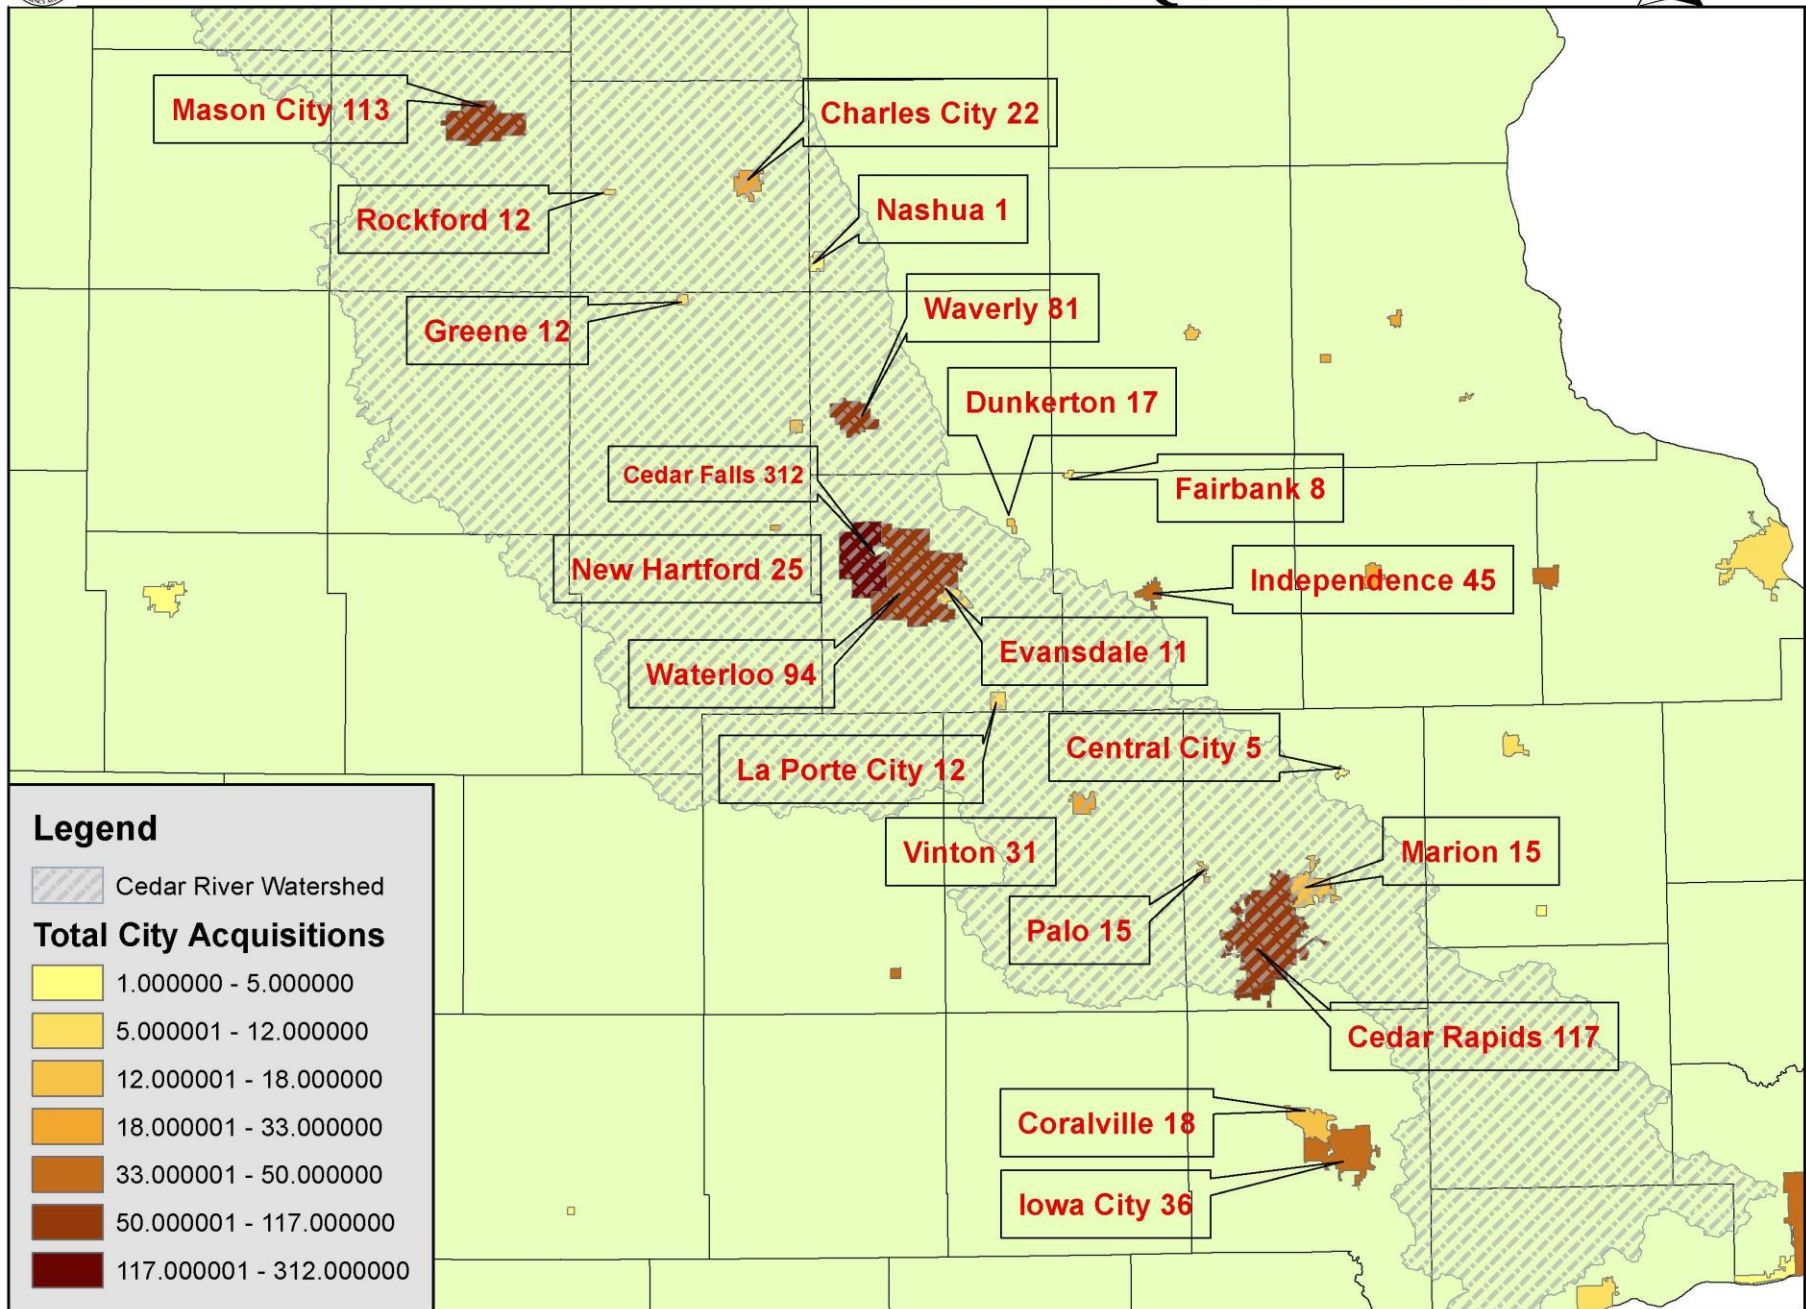 Mason City 113
Charles City 22
Rockford 12
Nashua 1
Greene 12
Waverly 81
Dunkerton 17
Cedar Falls 312
Fairbank 8
New Hartford 25
Independence 45
Waterloo 94
Evansdale 11
La Porte City 12
Central City 5
Vinton 31
Marion 15
Palo 15
Cedar Rapids 117
Coralville 18
Iowa City 36
Legend
Cedar River Watershed
Total City Acquisitions
1.000000 - 5.000000
5.000001 - 12.000000
12.000001 - 18.000000
18.000001 - 33.000000
33.000001 - 50.000000
50.000001 - 117.000000
117.000001 - 312.000000